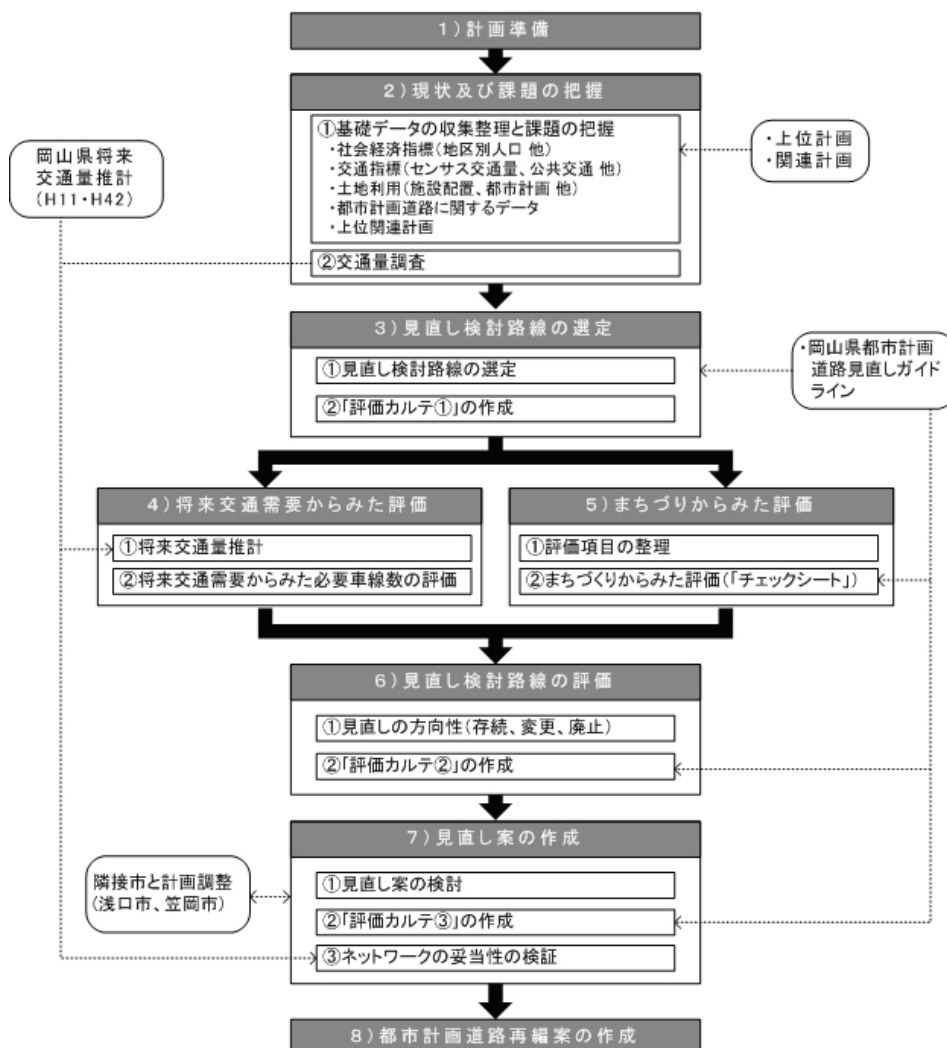 1)計画準備
2)現状及び課題の把握
①基礎データの収集整理と課題の把握
・社会経済指標(地区別人口 他)
・交通指標(センサス交通量、公共交通 他)
・土地利用(施設配置、都市計画 他)
・都市計画道路に関するデータ
・上位関連計画
②交通量調査
岡山県将来
交通量推計
(H11・H42)
・上位計画
・関連計画
3)見直し検討路線の選定
①見直し検討路線の選定
②「評価カルテ①」の作成
・岡山県都市計画
道路見直しガイド
ライン
4)将来交通需要からみた評価
①将来交通量推計
②将来交通需要からみた必要車線数の評価
5)まちづくりからみた評価
①評価項目の整理
②まちづくりからみた評価(「チェックシート」)
6)見直し検討路線の評価
①見直しの方向性(存続、変更、廃止)
②「評価カルテ②」の作成
7)見直し案の作成
①見直し案の検討
②「評価カルテ③」の作成
③ネットワークの妥当性の検証
隣接市と計画調整
(浅口市、笠岡市)
8)都市計画道路再編案の作成